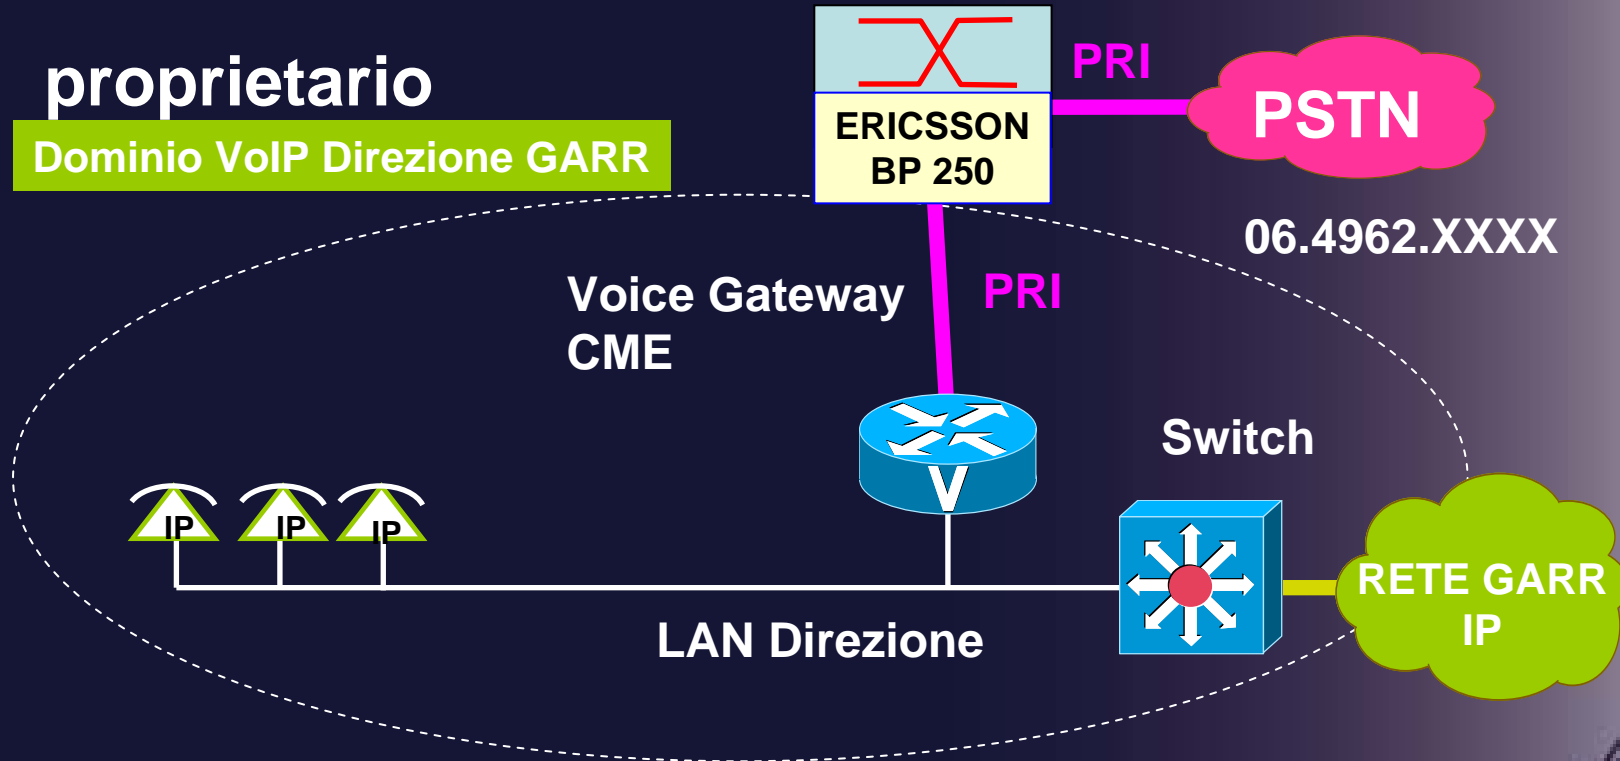 proprietario
Dominio VoIP Direzione GARR
ERICSSON
BP 250
PRI
PSTN
06.4962.XXXX
Voice Gateway
CME
PRI
V
Switch
IP
IP
IP
LAN Direzione
RETE GARR
IP